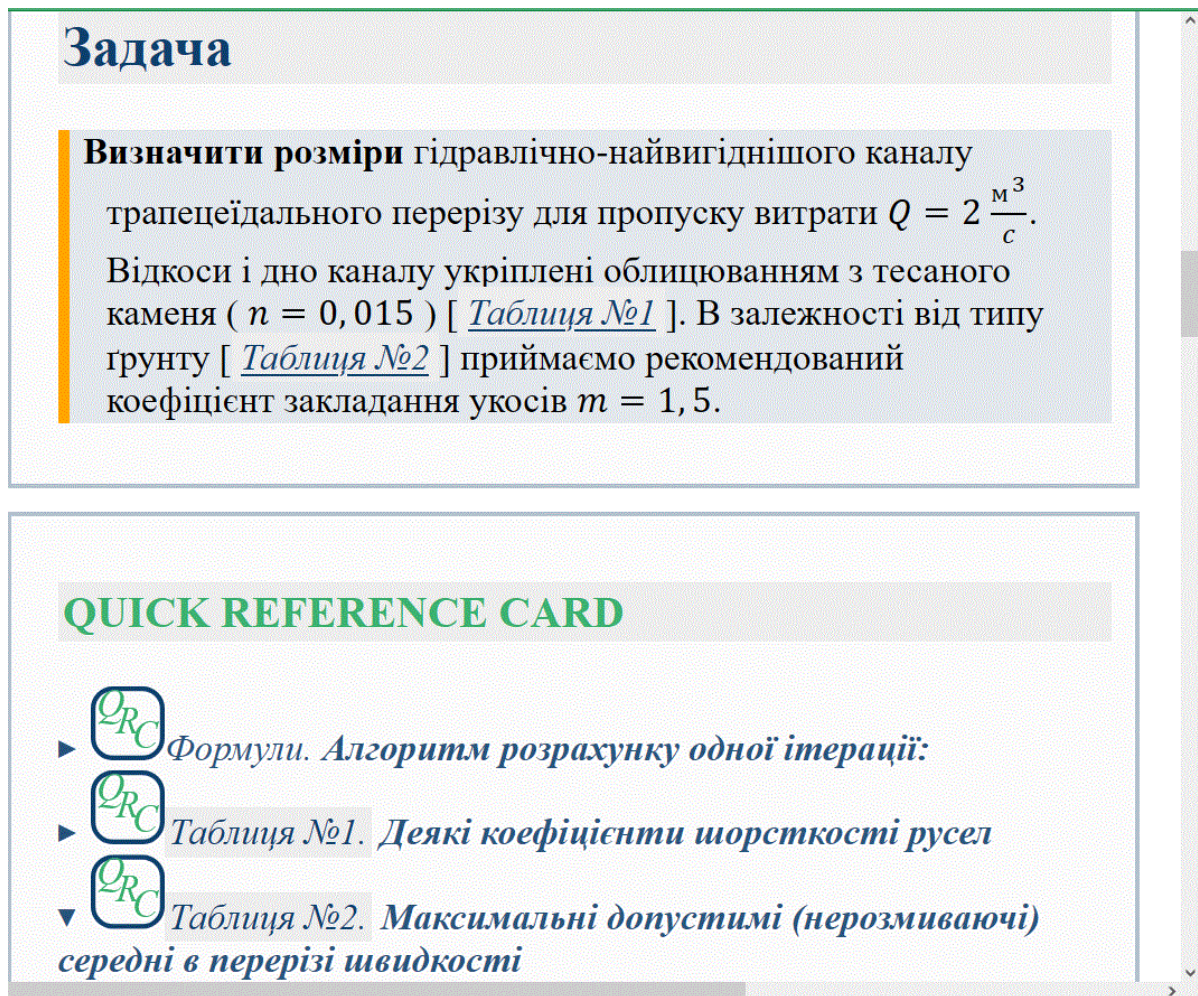 Задача
Визначити розміри гідравлічно-найвигіднішого каналу
трапецеїдального перерізу для пропуску витрати Q = 2 м³/с.
Відкоси і дно каналу укріплені облицюванням з тесаного
каменя ( n = 0, 015 ) [ Таблиця №1 ]. В залежності від типу
ґрунту [ Таблиця №2 ] приймаємо рекомендований
коефіцієнт закладання укосів m = 1, 5.
QUICK REFERENCE CARD
QRC Формули. Алгоритм розрахунку одної ітерації:
QRC Таблиця №1. Деякі коефіцієнти шорсткості русел
QRC Таблиця №2. Максимальні допустимі (нерозмиваючі)
середні в перерізі швидкості